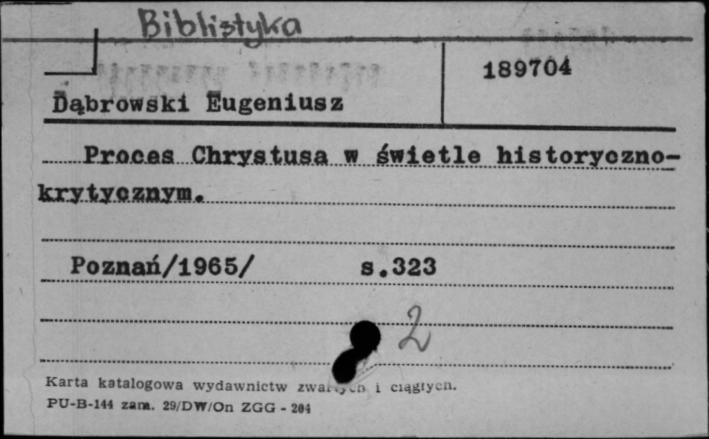 Biblistyka
189704
Dąbrowski Eugeniusz
Proces Chrystusa w świetle historyczno-
krytycznym.
Poznań/1965/ s.323
2
Karta katalogowa wydawnictw zwartych i ciągłych.
PU-B-144 zam. 29/DW/On ZGG - 204